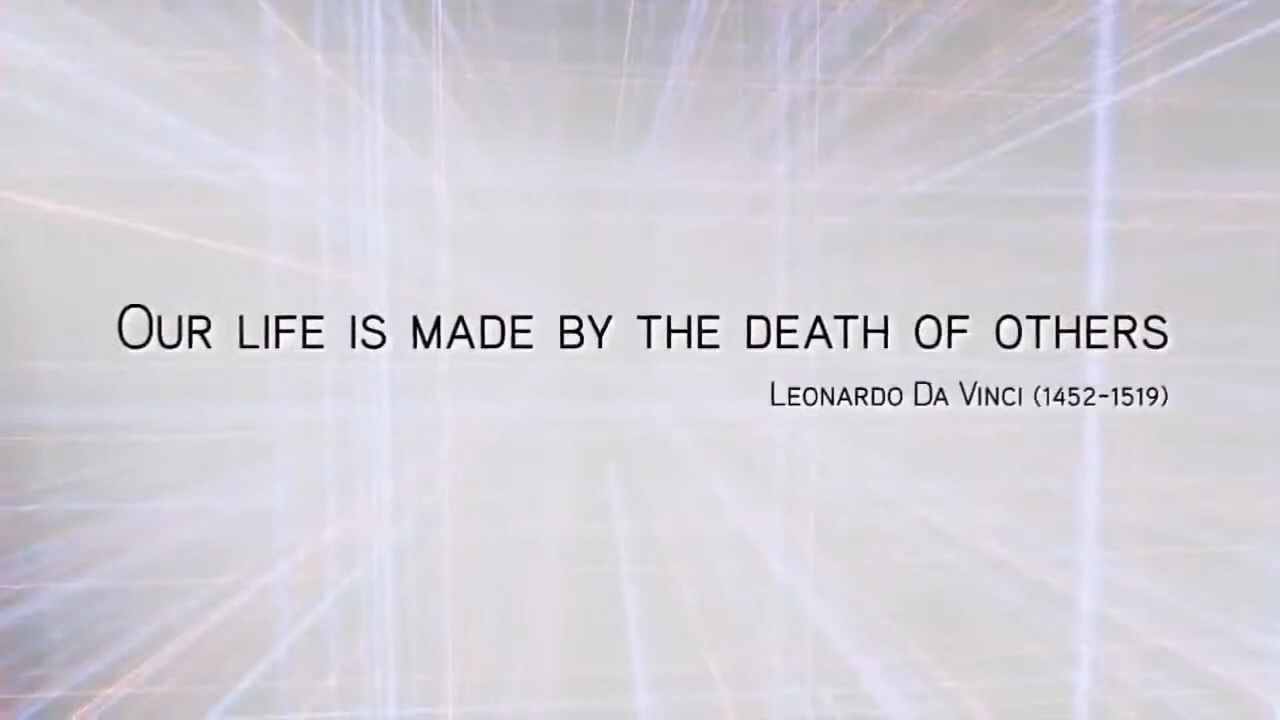 Our life is made by the death of others
Leonardo Da Vinci (1452-1519)